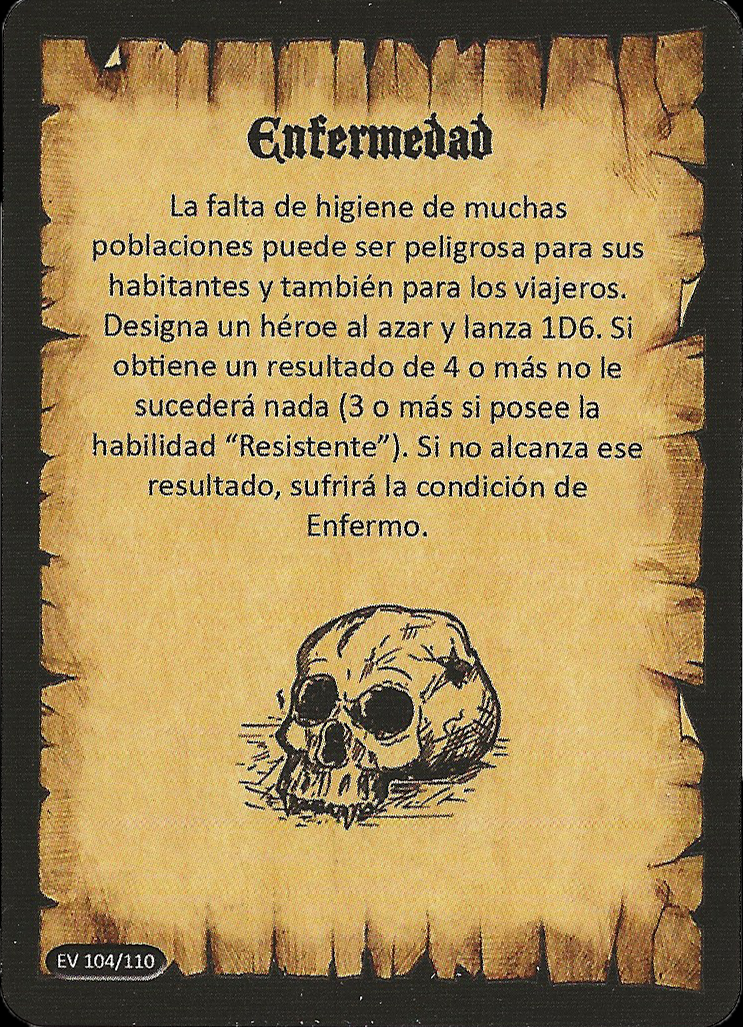 Enfermedad
La falta de higiene de muchas
poblaciones puede ser peligrosa para sus
habitantes y también para los viajeros.
Designa un héroe al azar y lanza 1D6. Si
obtiene un resultado de 4 o más no le
sucederá nada (3 o más si posee la
habilidad “Resistente”). Si no alcanza ese
resultado, sufrirá la condición de
Enfermo.
EV 104/110